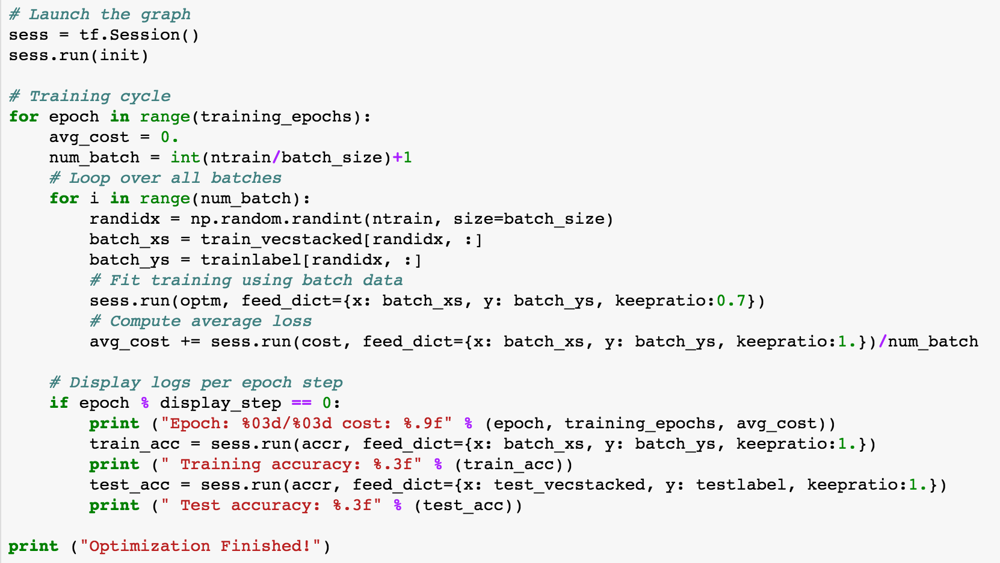 # Launch the graph
sess = tf.Session()
sess.run(init)

# Training cycle
for epoch in range(training_epochs):
    avg_cost = 0.
    num_batch = int(ntrain/batch_size)+1
    # Loop over all batches
    for i in range(num_batch):
        randidx = np.random.randint(ntrain, size=batch_size)
        batch_xs = train_vecstacked[randidx, :]
        batch_ys = trainlabel[randidx, :]
        # Fit training using batch data
        sess.run(optm, feed_dict={x: batch_xs, y: batch_ys, keepratio:0.7})
        # Compute average loss
        avg_cost += sess.run(cost, feed_dict={x: batch_xs, y: batch_ys, keepratio:1.})/num_batch

    # Display logs per epoch step
    if epoch % display_step == 0:
        print ("Epoch: %03d/%03d cost: %.9f" % (epoch, training_epochs, avg_cost))
        train_acc = sess.run(accr, feed_dict={x: batch_xs, y: batch_ys, keepratio:1.})
        print (" Training accuracy: %.3f" % (train_acc))
        test_acc = sess.run(accr, feed_dict={x: test_vecstacked, y: testlabel, keepratio:1.})
        print (" Test accuracy: %.3f" % (test_acc))

print ("Optimization Finished!")